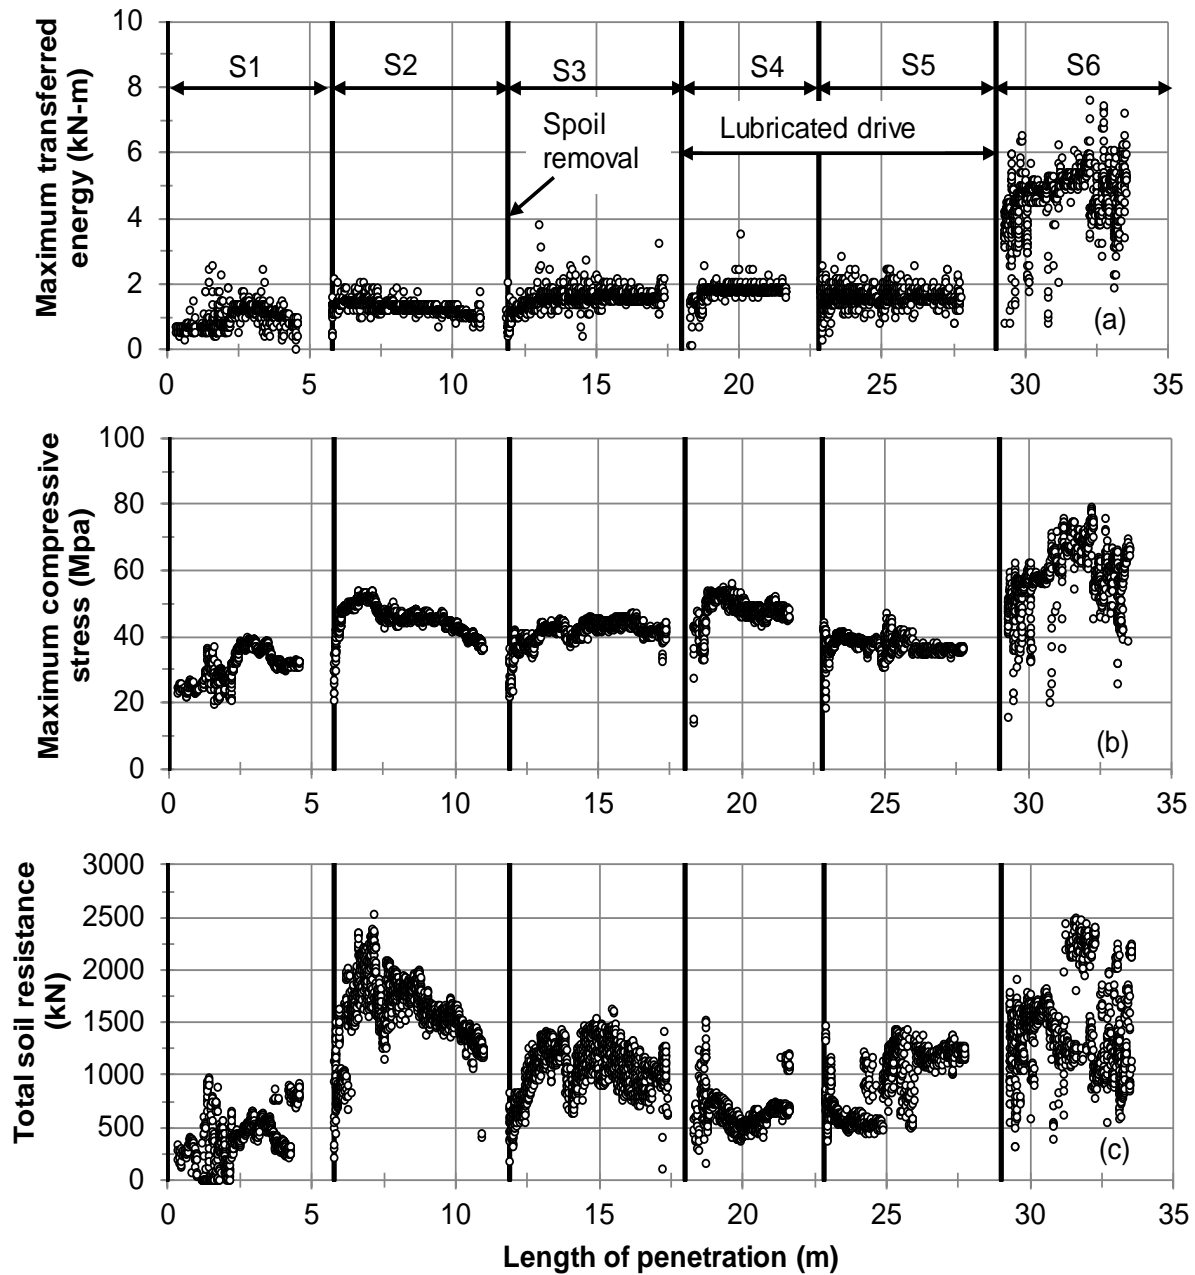 Maximum transferred
energy (kN-m)
10
8
6
4
2
0
S1
S2
S3
S4
S5
S6
Spoil
removal
Lubricated drive
(a)
0
5
10
15
20
25
30
35
Maximum compressive
stress (Mpa)
100
80
60
40
20
0
(b)
0
5
10
15
20
25
30
35
Total soil resistance
(kN)
3000
2500
2000
1500
1000
500
0
(c)
0
5
10
15
20
25
30
35
Length of penetration (m)